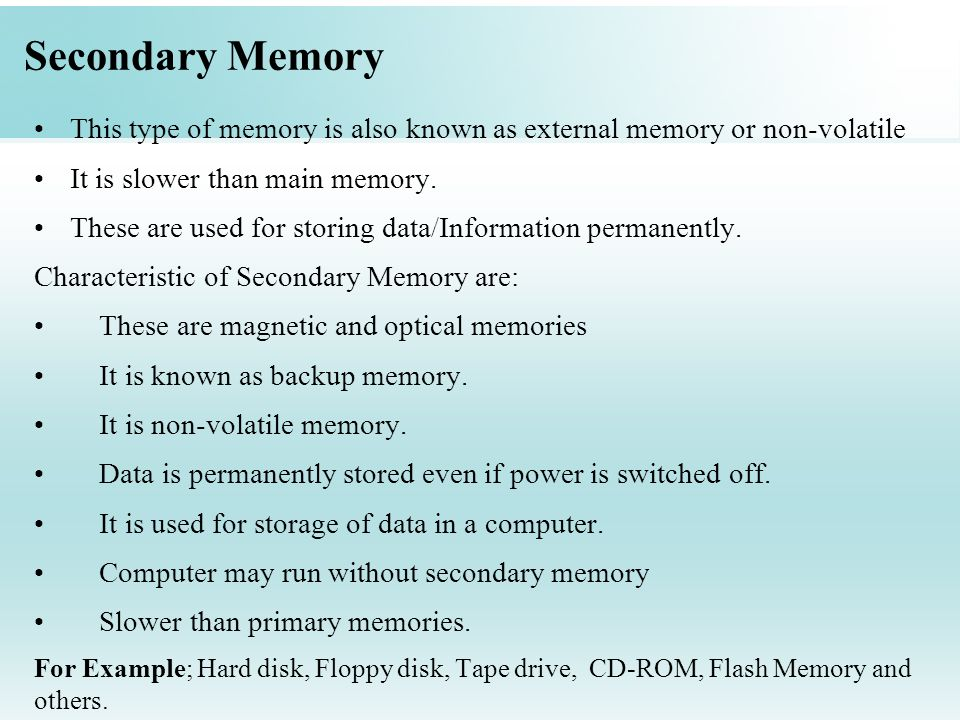 Secondary Memory
• This type of memory is also known as external memory or non-volatile
• It is slower than main memory.
• These are used for storing data/Information permanently.
Characteristic of Secondary Memory are:
• These are magnetic and optical memories
• It is known as backup memory.
• It is non-volatile memory.
• Data is permanently stored even if power is switched off.
• It is used for storage of data in a computer.
• Computer may run without secondary memory
• Slower than primary memories.
For Example; Hard disk, Floppy disk, Tape drive, CD-ROM, Flash Memory and
others.